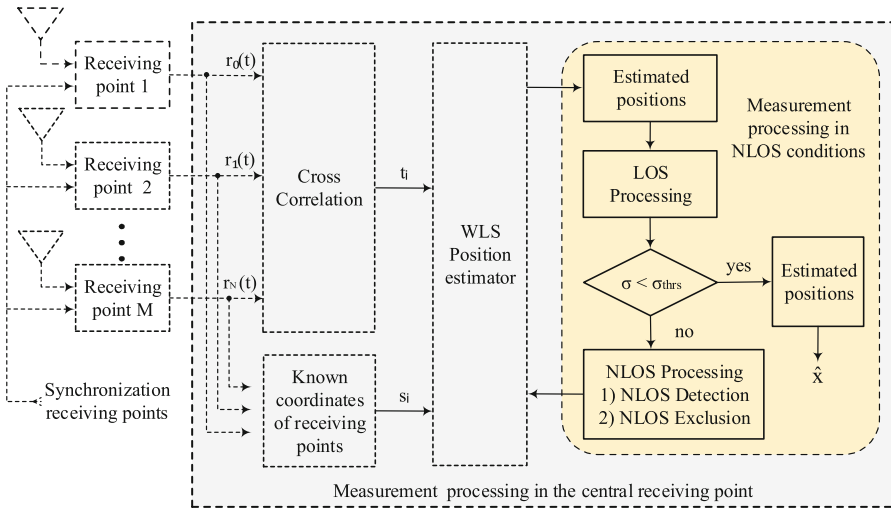 Receiving
point 1
Receiving
point 2
Receiving
point M
Synchronization
receiving points
r₀(t)
r₁(t)
rN(t)
Cross
Correlation
Known
coordinates
of receiving
points
tᵢ
sᵢ
WLS
Position
estimator
Estimated
positions
Measurement
processing in
NLOS conditions
LOS
Processing
σ < σthrs
yes
no
Estimated
positions
x̂
NLOS Processing
1) NLOS Detection
2) NLOS Exclusion
Measurement processing in the central receiving point